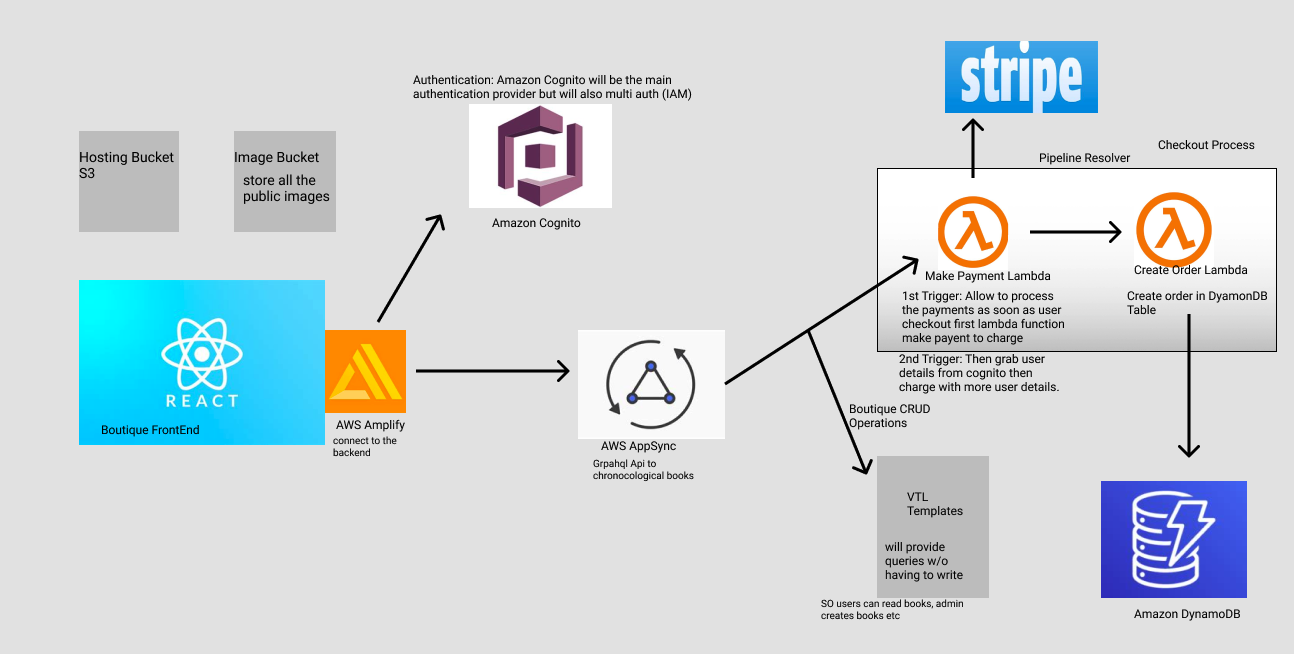 Authentication: Amazon Cognito will be the main
authentication provider but will also multi auth (IAM)
Amazon Cognito
Hosting Bucket
S3
Image Bucket
store all the
public images
REACT
Boutique FrontEnd
AWS Amplify
connect to the
backend
AWS AppSync
Grpahql Api to
chronocological books
stripe
Checkout Process
Pipeline Resolver
Make Payment Lambda
1st Trigger: Allow to process
the payments as soon as user
checkout first lambda function
make payent to charge
2nd Trigger: Then grab user
details from cognito then
charge with more user details.
Create Order Lambda
Create order in DyamonDB
Table
Boutique CRUD
Operations
VTL
Templates
will provide
queries w/o
having to write
SO users can read books, admin
creates books etc
Amazon DynamoDB